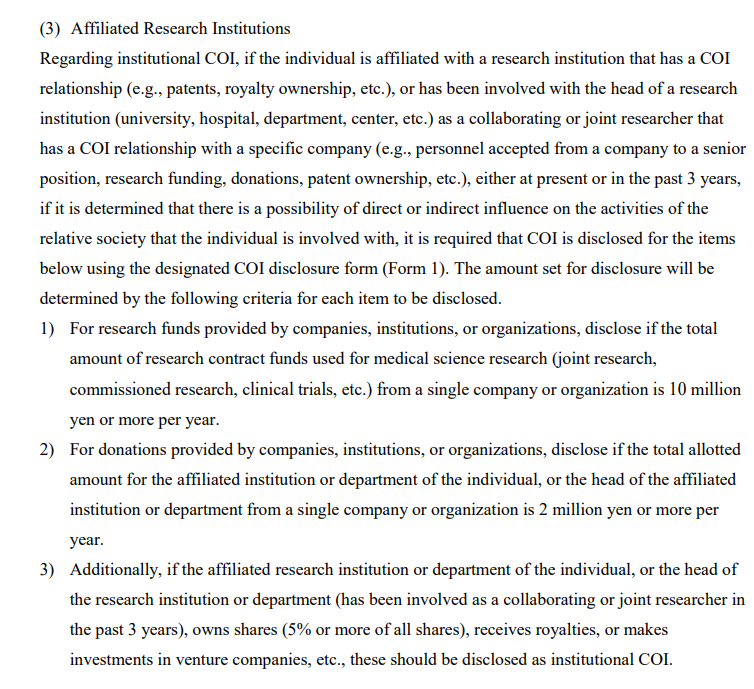 (3) Affiliated Research Institutions
Regarding institutional COI, if the individual is affiliated with a research institution that has a COI
relationship (e.g., patents, royalty ownership, etc.), or has been involved with the head of a research
institution (university, hospital, department, center, etc.) as a collaborating or joint researcher that
has a COI relationship with a specific company (e.g., personnel accepted from a company to a senior
position, research funding, donations, patent ownership, etc.), either at present or in the past 3 years,
if it is determined that there is a possibility of direct or indirect influence on the activities of the
relative society that the individual is involved with, it is required that COI is disclosed for the items
below using the designated COI disclosure form (Form 1). The amount set for disclosure will be
determined by the following criteria for each item to be disclosed.
1) For research funds provided by companies, institutions, or organizations, disclose if the total
amount of research contract funds used for medical science research (joint research,
commissioned research, clinical trials, etc.) from a single company or organization is 10 million
yen or more per year.
2) For donations provided by companies, institutions, or organizations, disclose if the total allotted
amount for the affiliated institution or department of the individual, or the head of the affiliated
institution or department from a single company or organization is 2 million yen or more per
year.
3) Additionally, if the affiliated research institution or department of the individual, or the head of
the research institution or department (has been involved as a collaborating or joint researcher in
the past 3 years), owns shares (5% or more of all shares), receives royalties, or makes
investments in venture companies, etc., these should be disclosed as institutional COI.